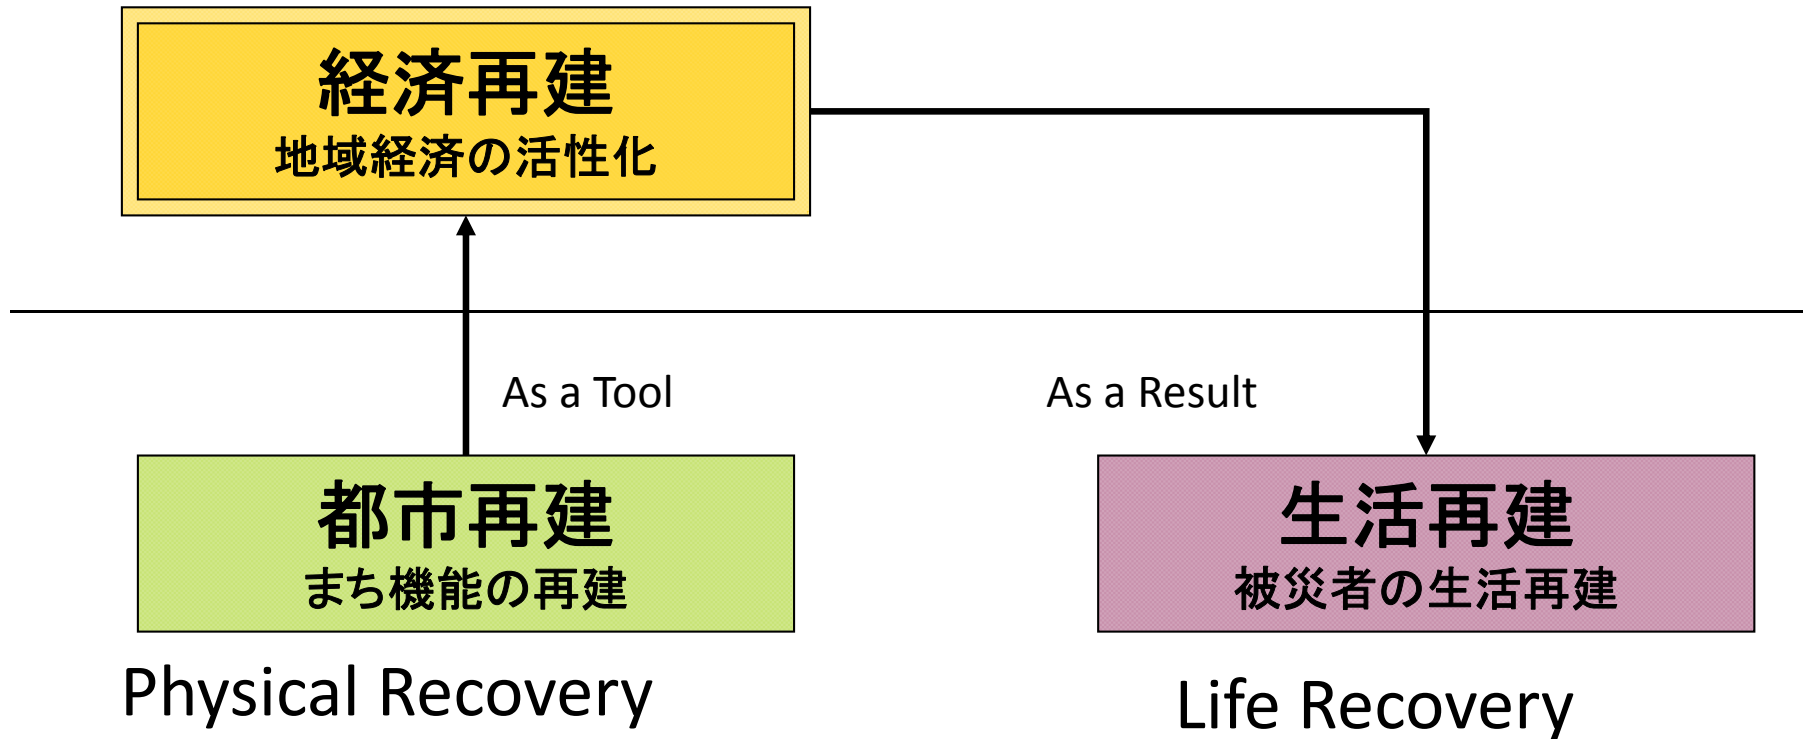 経済再建
地域経済の活性化
As a Tool
As a Result
都市再建
まち機能の再建
生活再建
被災者の生活再建
Physical Recovery
Life Recovery